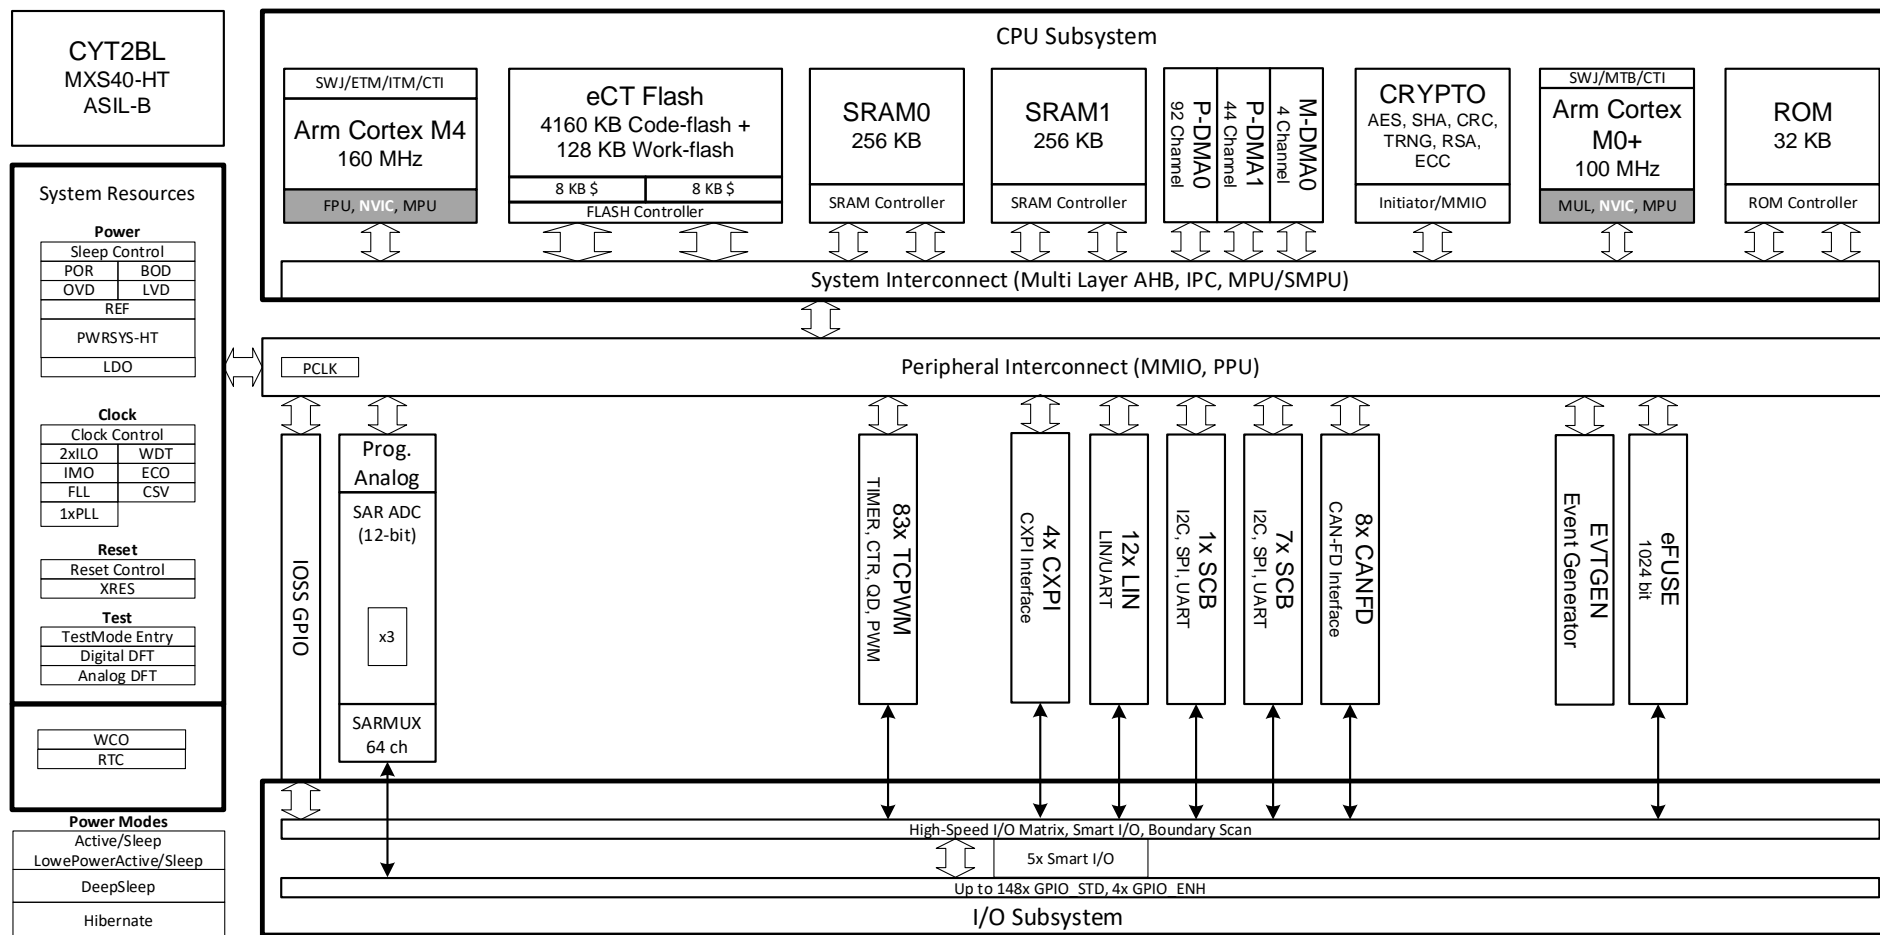 CYT2BL
MXS40-HT
ASIL-B
System Resources
Power
Sleep Control
POR
BOD
OVD
LVD
REF
PWRSYS-HT
LDO
Clock
Clock Control
2xILO
WDT
IMO
ECO
FLL
CSV
1xPLL
Reset
Reset Control
XRES
Test
TestMode Entry
Digital DFT
Analog DFT
WCO
RTC
Power Modes
Active/Sleep
LowePowerActive/Sleep
DeepSleep
Hibernate
CPU Subsystem
SWJ/ETM/ITM/CTI
Arm Cortex M4
160 MHz
FPU, NVIC, MPU
eCT Flash
4160 KB Code-flash +
128 KB Work-flash
8 KB $
8 KB $
FLASH Controller
SRAM0
256 KB
SRAM Controller
SRAM1
256 KB
SRAM Controller
P-DMA0
92 Channel
P-DMA1
44 Channel
M-DMA0
4 Channel
CRYPTO
AES, SHA, CRC,
TRNG, RSA,
ECC
Initiator/MMIO
SWJ/MTB/CTI
Arm Cortex
M0+
100 MHz
MUL, NVIC, MPU
ROM
32 KB
ROM Controller
System Interconnect (Multi Layer AHB, IPC, MPU/SMPU)
PCLK
Peripheral Interconnect (MMIO, PPU)
IOSS GPIO
Prog.
Analog
SAR ADC
(12-bit)
x3
SARMUX
64 ch
83x TCPWM
TIMER, CTR, QD, PWM
4x CXPI
CXPI Interface
12x LIN
LIN/UART
1x SCB
I2C, SPI, UART
7x SCB
I2C, SPI, UART
8x CANFD
CAN-FD Interface
EVTGEN
Event Generator
eFUSE
1024 bit
High-Speed I/O Matrix, Smart I/O, Boundary Scan
5x Smart I/O
Up to 148x GPIO_STD, 4x GPIO_ENH
I/O Subsystem